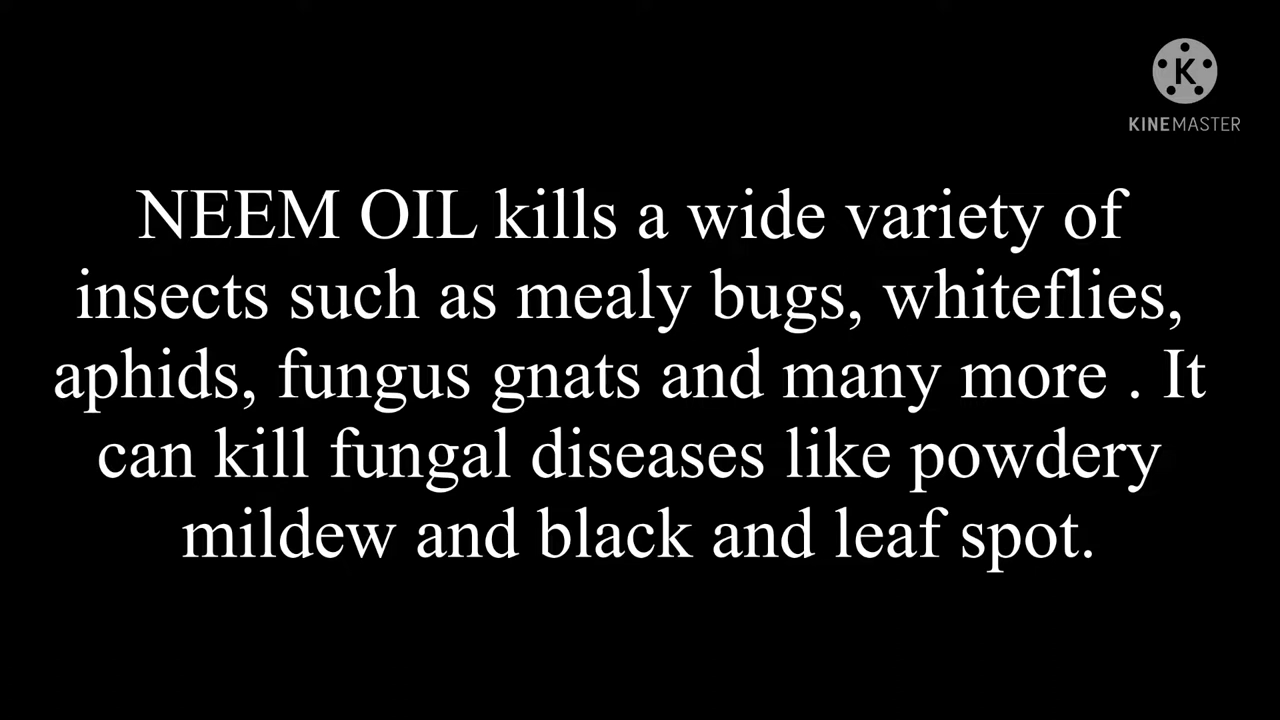 K
KINEMASTER
NEEM OIL kills a wide variety of
insects such as mealy bugs, whiteflies,
aphids, fungus gnats and many more . It
can kill fungal diseases like powdery
mildew and black and leaf spot.